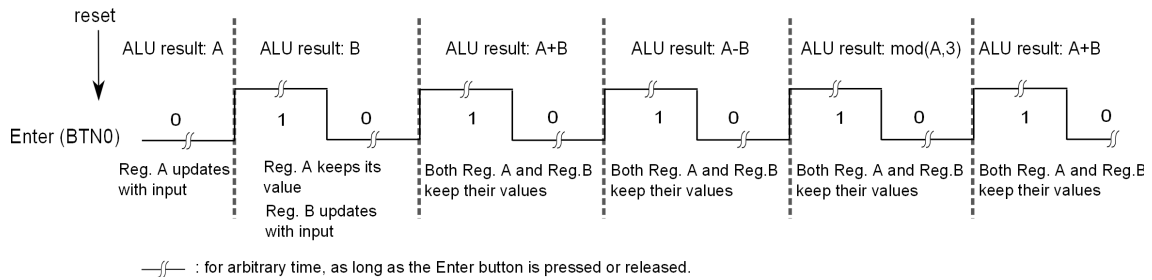 reset
ALU result: A
ALU result: B
ALU result: A+B
ALU result: A-B
ALU result: mod(A,3)
ALU result: A+B
Enter (BTN0)
0
1
0
1
0
1
0
1
0
1
0
Reg. A updates
with input
Reg. A keeps its
value
Reg. B updates
with input
Both Reg. A and Reg.B
keep their values
Both Reg. A and Reg.B
keep their values
Both Reg. A and Reg.B
keep their values
Both Reg. A and Reg.B
keep their values
: for arbitrary time, as long as the Enter button is pressed or released.